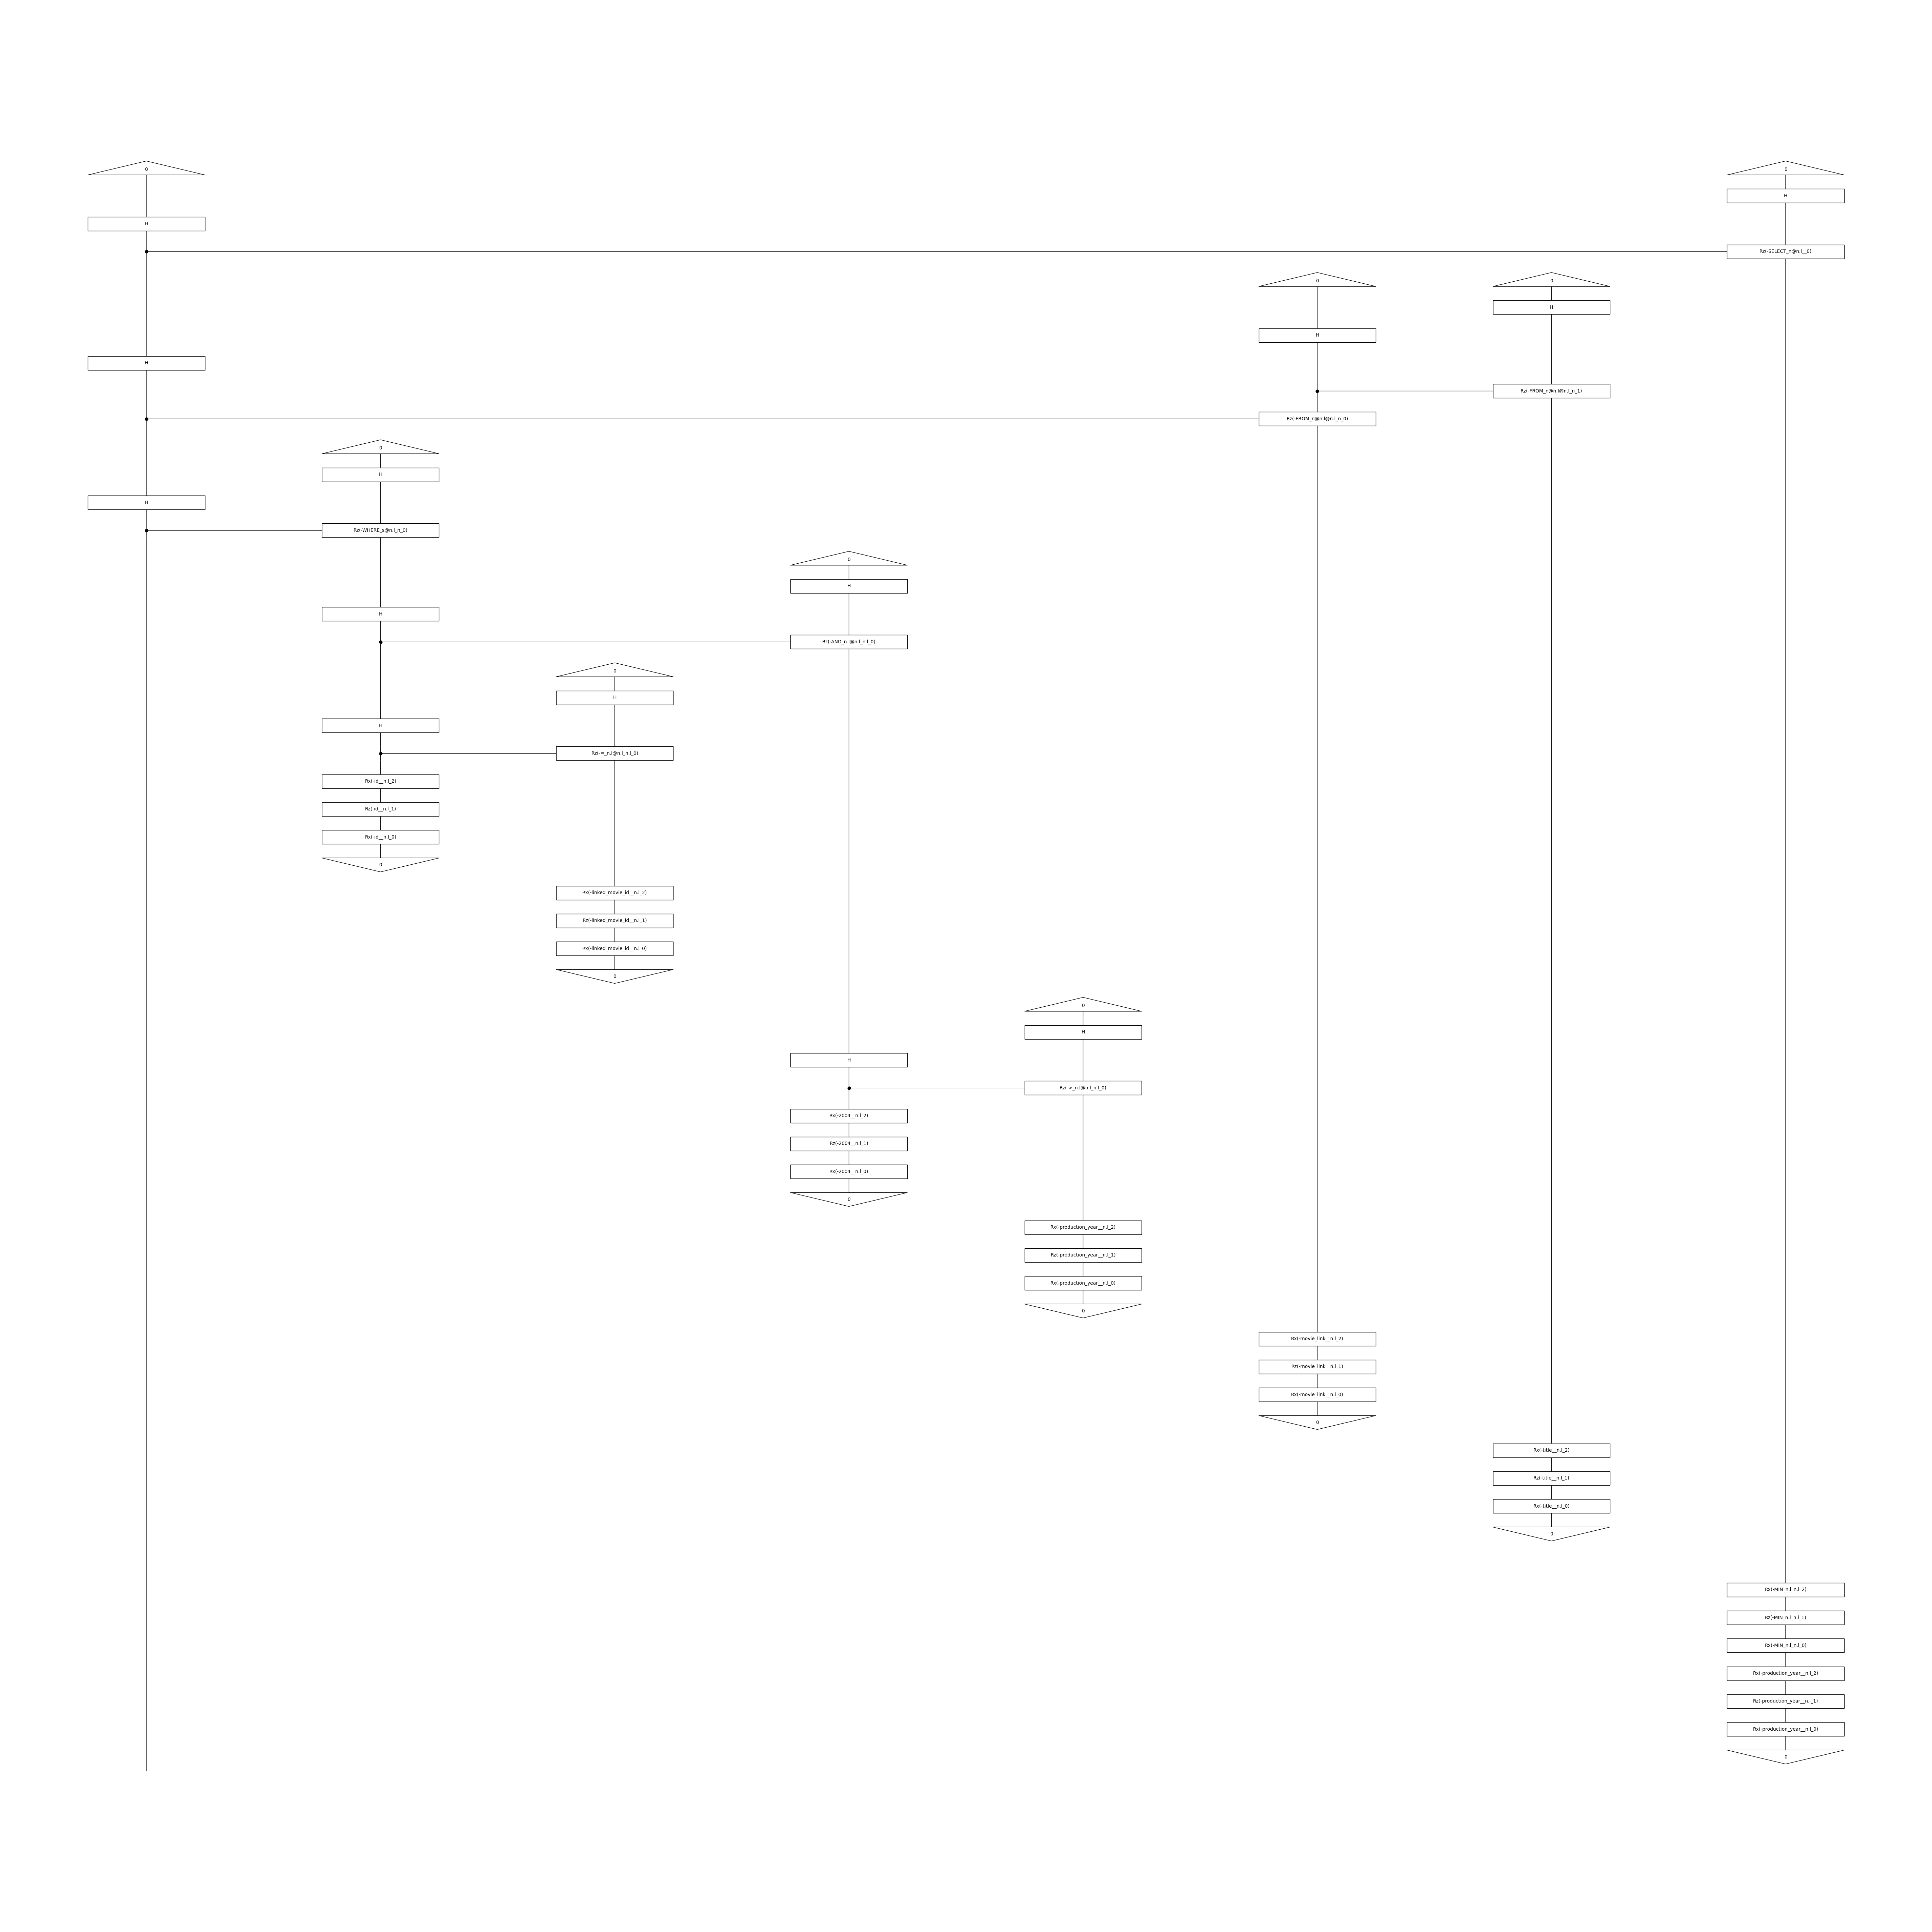 0 0
H
H
Rz(-SELECT_n@n.l__0)
0 0
H
H
H
Rz(-FROM_n@n.l@n.l_n_1)
Rz(-FROM_n@n.l@n.l_n_0)
0
H
H
Rz(-WHERE_s@n.l_n_0)
0
H
H
Rz(-AND_n.l@n.l_n.l_0)
0
H
H
Rz(-=_n.l@n.l_n.l_0)
Rx(-id__n.l_2)
Rz(-id__n.l_1)
Rx(-id__n.l_0)
0
Rx(-linked_movie_id__n.l_2)
Rz(-linked_movie_id__n.l_1)
Rx(-linked_movie_id__n.l_0)
0
0
H
H
Rz(->_n.l@n.l_n.l_0)
Rx(-2004__n.l_2)
Rz(-2004__n.l_1)
Rx(-2004__n.l_0)
0
Rx(-production_year__n.l_2)
Rz(-production_year__n.l_1)
Rx(-production_year__n.l_0)
0
Rx(-movie_link__n.l_2)
Rz(-movie_link__n.l_1)
Rx(-movie_link__n.l_0)
0
Rx(-title__n.l_2)
Rz(-title__n.l_1)
Rx(-title__n.l_0)
0
Rx(-MIN_n.l_n.l_2)
Rz(-MIN_n.l_n.l_1)
Rx(-MIN_n.l_n.l_0)
Rx(-production_year__n.l_2)
Rz(-production_year__n.l_1)
Rx(-production_year__n.l_0)
0